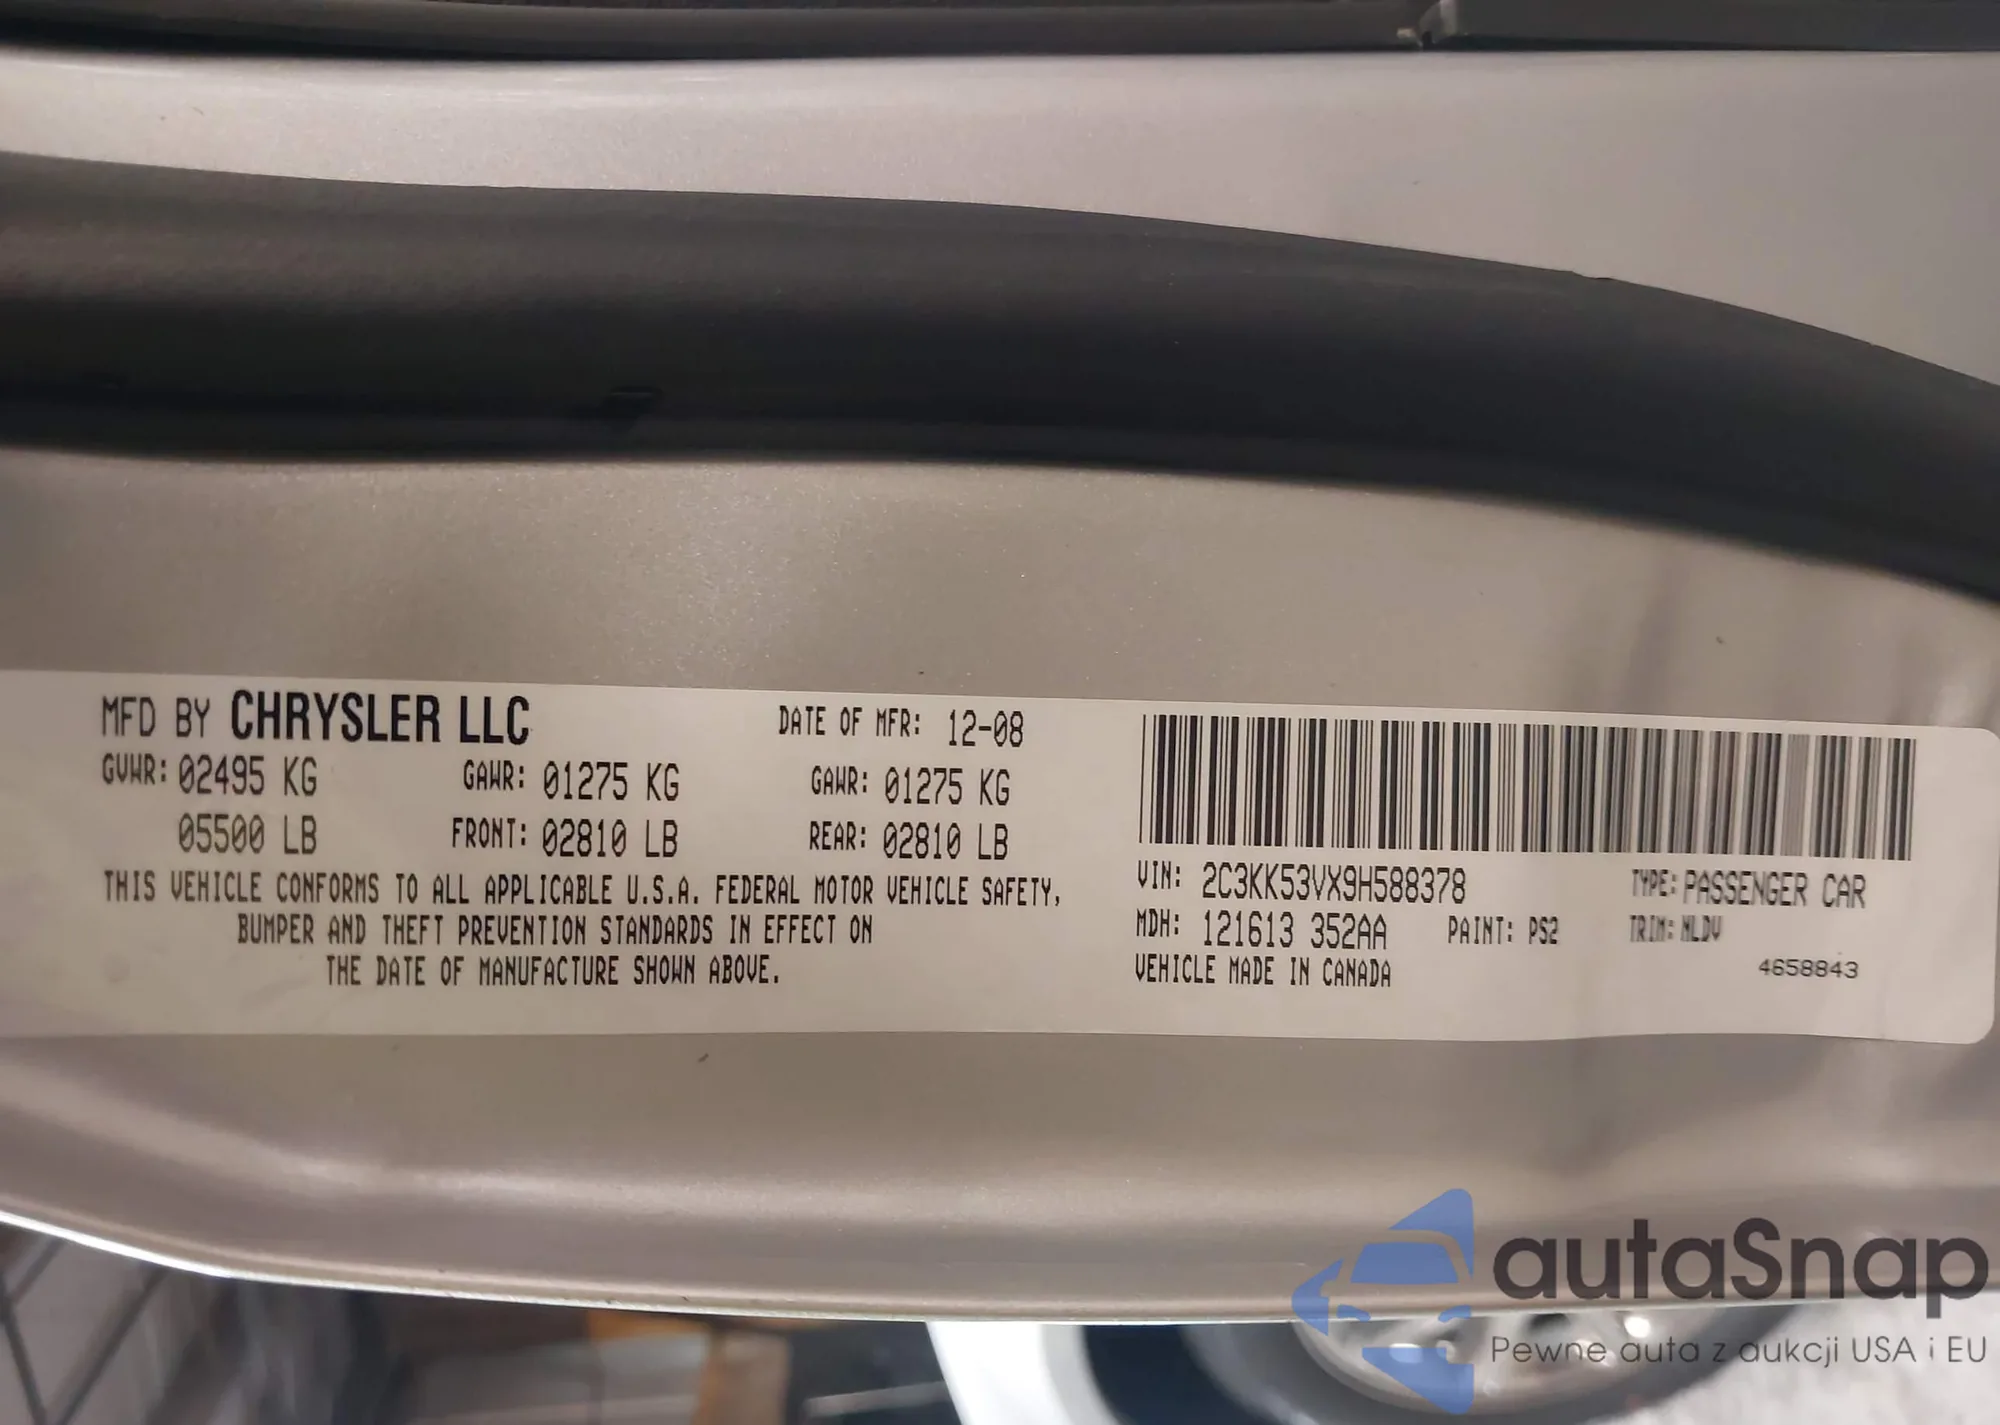 MFD BY CHRYSLER LLC DATE OF MFR: 12-08
GVWR: 02495 KG GAWR: 01275 KG GAWR: 01275 KG
05500 LB FRONT: 02810 LB REAR: 02810 LB
THIS VEHICLE CONFORMS TO ALL APPLICABLE U.S.A. FEDERAL MOTOR VEHICLE SAFETY,
BUMPER AND THEFT PREVENTION STANDARDS IN EFFECT ON
THE DATE OF MANUFACTURE SHOWN ABOVE.
VIN: 2C3KK53VX9H588378 TYPE: PASSENGER CAR
MDH: 121613 352AA PAINT: PS2 TRIM: NLDV
VEHICLE MADE IN CANADA
4658843
autaSnap
Pewne auta z aukcji USA i EU